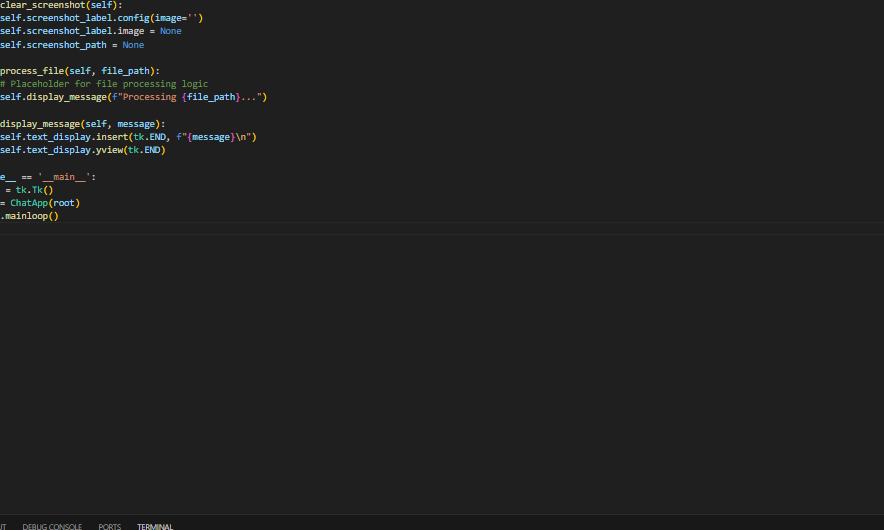 clear_screenshot(self):
self.screenshot_label.config(image='')
self.screenshot_label.image = None
self.screenshot_path = None
process_file(self, file_path):
# Placeholder for file processing logic
self.display_message(f"Processing {file_path}...")
display_message(self, message):
self.text_display.insert(tk.END, f"{message}\n")
self.text_display.yview(tk.END)
e__ == '__main__':
= tk.Tk()
= ChatApp(root)
.mainloop()
UT DEBUG CONSOLE PORTS TERMINAL